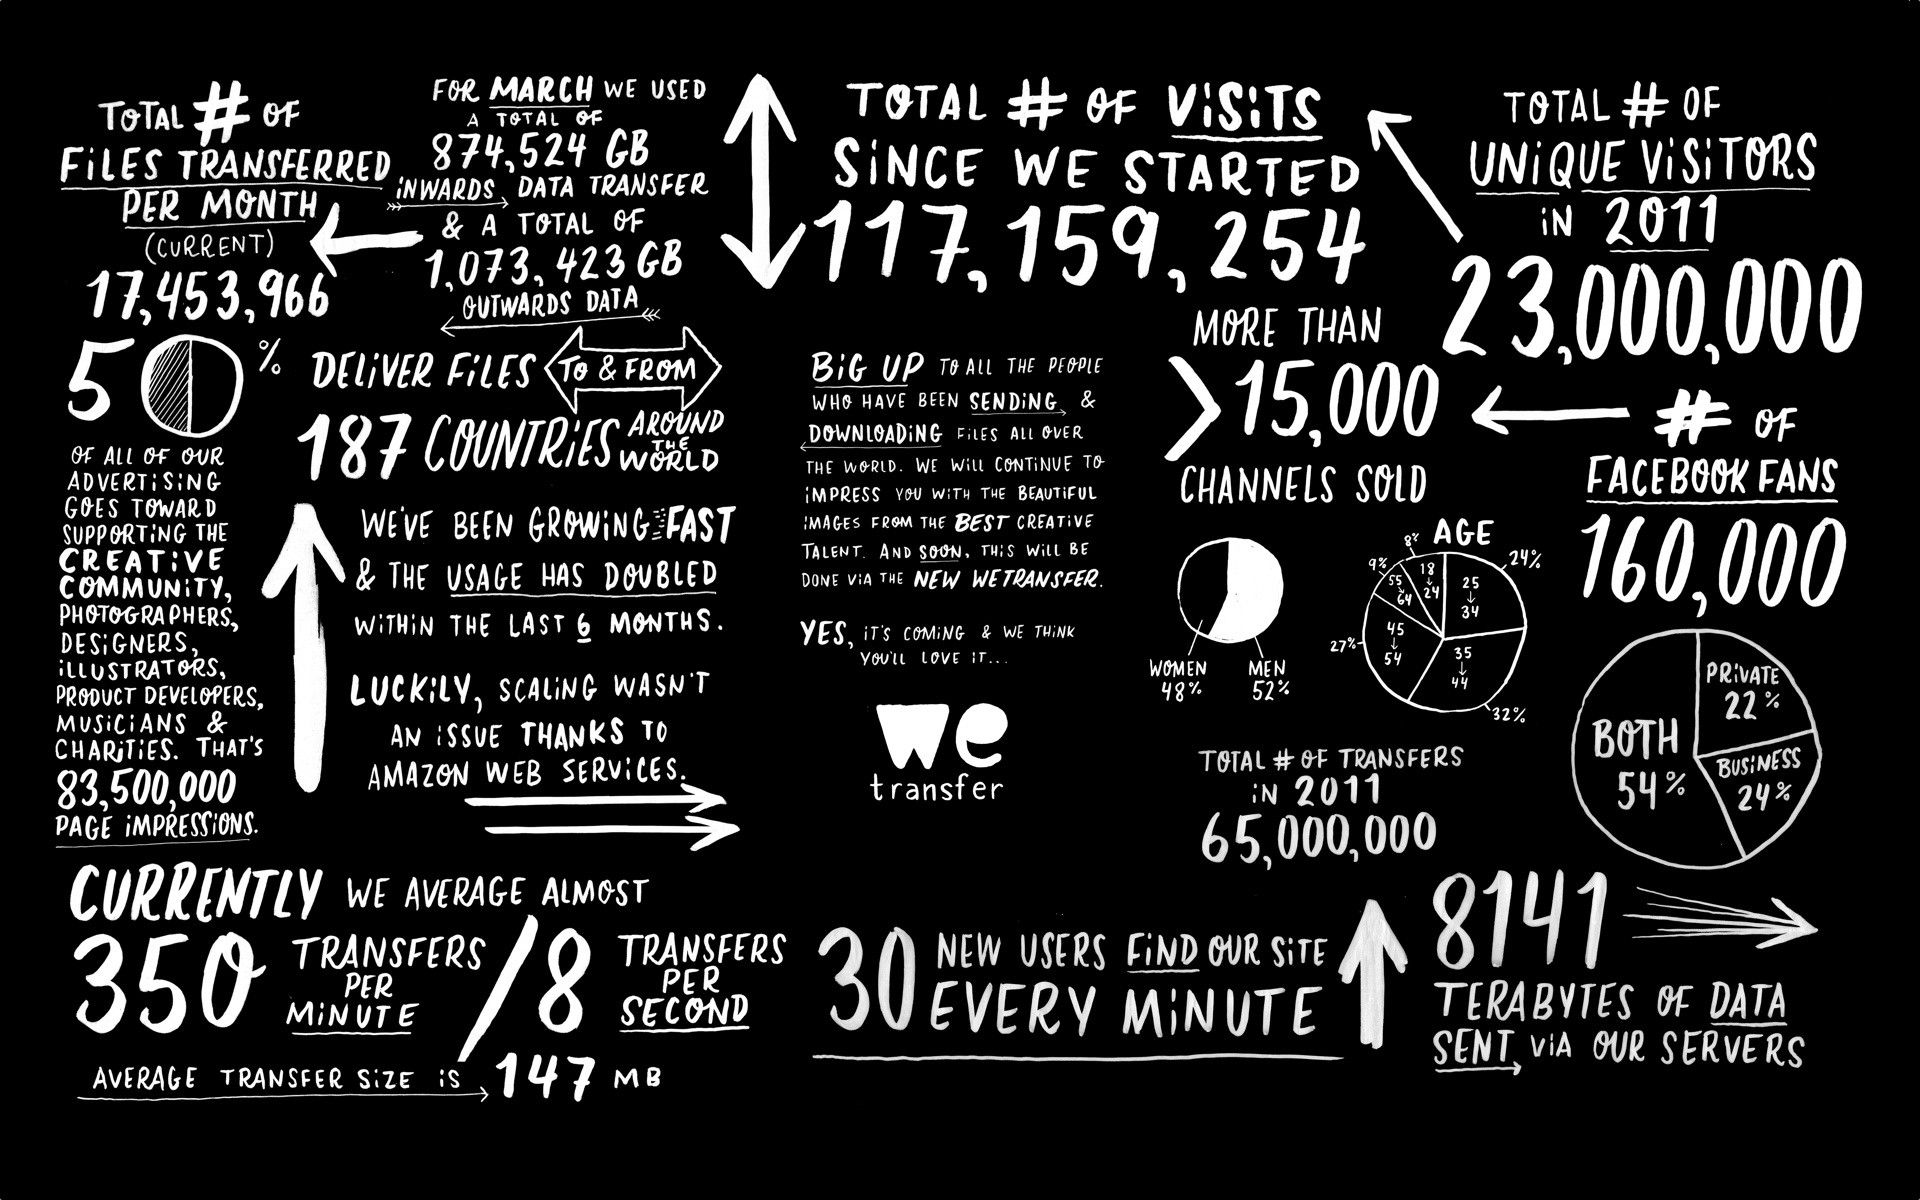 TOTAL # OF
FILES TRANSFERRED
PER MONTH
(CURRENT)
17,453,966
FOR MARCH WE USED
A TOTAL OF
874,524 GB
INWARDS DATA TRANSFER
& A TOTAL OF
1,073,423 GB
OUTWARDS DATA
50 %
OF ALL OF OUR
ADVERTISING
GOES TOWARD
SUPPORTING THE
CREATIVE
COMMUNITY,
PHOTOGRAPHERS,
DESIGNERS,
ILLUSTRATORS,
PRODUCT DEVELOPERS,
MUSICIANS &
CHARITIES. THAT'S
83,500,000
PAGE IMPRESSIONS.
DELIVER FILES TO & FROM
187 COUNTRIES AROUND
THE
WORLD
WE'VE BEEN GROWING FAST
& THE USAGE HAS DOUBLED
WITHIN THE LAST 6 MONTHS.
LUCKILY, SCALING WASN'T
AN ISSUE THANKS TO
AMAZON WEB SERVICES.
CURRENTLY WE AVERAGE ALMOST
350 TRANSFERS
PER
MINUTE
/ 8 TRANSFERS
PER
SECOND
AVERAGE TRANSFER SIZE IS 147 MB
TOTAL # OF VISITS
SINCE WE STARTED
117,159,254
BIG UP TO ALL THE PEOPLE
WHO HAVE BEEN SENDING &
DOWNLOADING FILES ALL OVER
THE WORLD. WE WILL CONTINUE TO
IMPRESS YOU WITH THE BEAUTIFUL
IMAGES FROM THE BEST CREATIVE
TALENT. AND SOON, THIS WILL BE
DONE VIA THE NEW WETRANSFER.
YES, IT'S COMING & WE THINK
YOU'LL LOVE IT...
we
transfer
TOTAL # OF
UNIQUE VISITORS
IN 2011
23,000,000
MORE THAN
> 15,000
CHANNELS SOLD
# OF
FACEBOOK FANS
160,000
WOMEN
48%
MEN
52%
AGE
8%
18
24
24%
25
34
9%
55
64
27%
45
54
35
44
32%
PRIVATE
22%
BOTH
54%
BUSINESS
24%
TOTAL # OF TRANSFERS
IN 2011
65,000,000
30 NEW USERS FIND OUR SITE
EVERY MINUTE
8141
TERABYTES OF DATA
SENT VIA OUR SERVERS